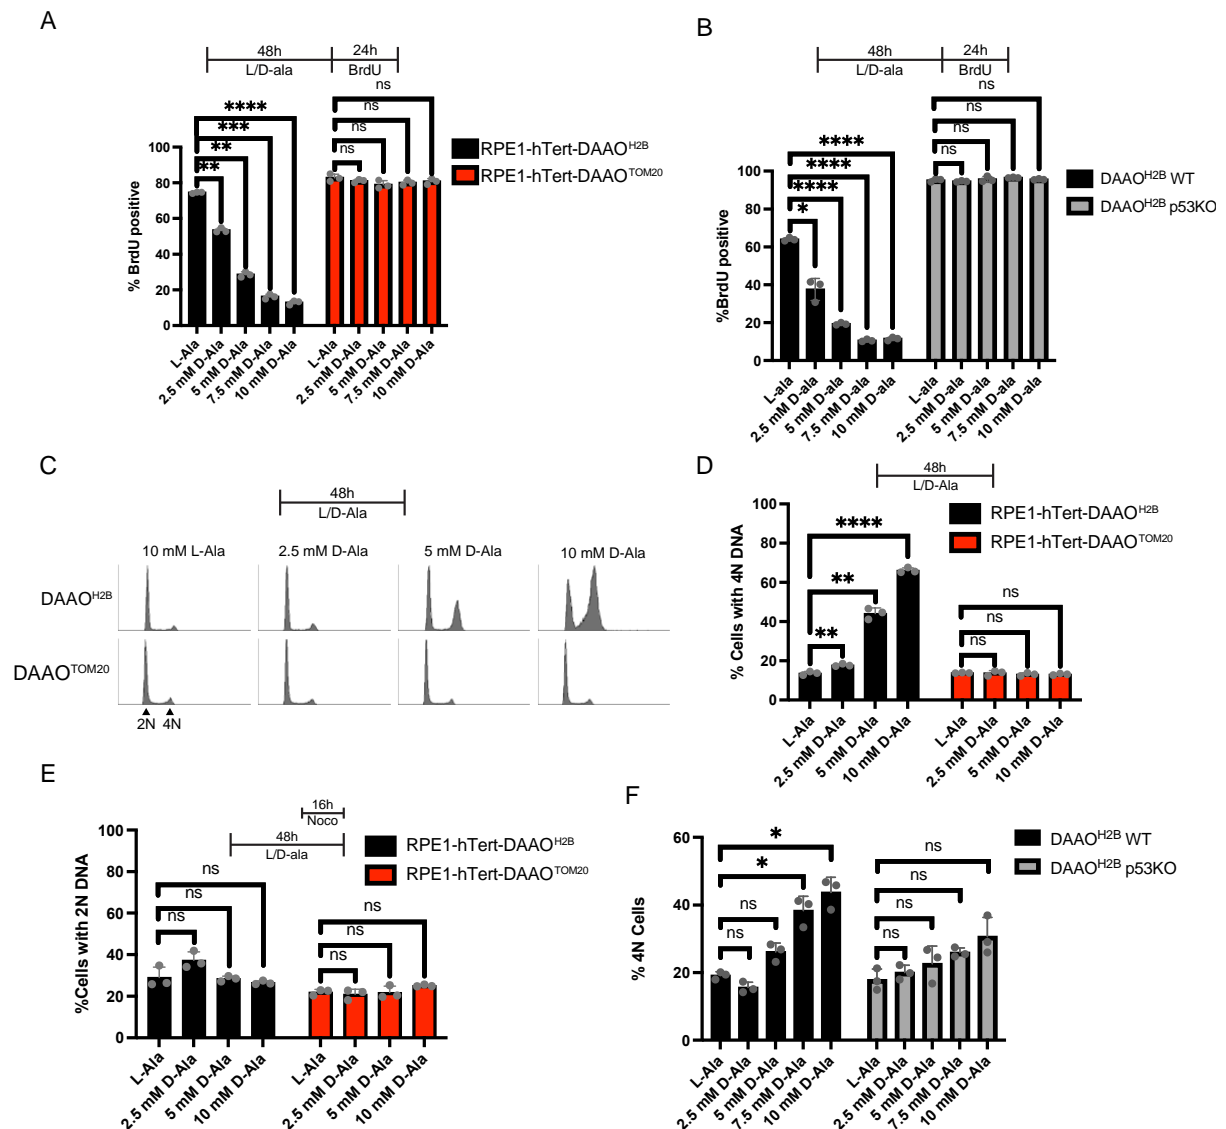 A
48h
24h
L/D-ala
BrdU
ns
ns
ns
ns
****
***
**
**
% BrdU positive
100
80
60
40
20
0
L-Ala
2.5 mM D-Ala
5 mM D-Ala
7.5 mM D-Ala
10 mM D-Ala
L-Ala
2.5 mM D-Ala
5 mM D-Ala
7.5 mM D-Ala
10 mM D-Ala
RPE1-hTert-DAAO^H2B
RPE1-hTert-DAAO^TOM20
B
48h
24h
L/D-ala
BrdU
ns
ns
ns
ns
****
****
****
*
%BrdU positive
100
80
60
40
20
0
L-ala
2.5 mM D-ala
5 mM D-ala
7.5 mM D-ala
10 mM D-ala
L-ala
2.5 mM D-ala
5 mM D-ala
7.5 mM D-ala
10 mM D-ala
DAAO^H2B WT
DAAO^H2B p53KO
C
48h
L/D-Ala
10 mM L-Ala
2.5 mM D-Ala
5 mM D-Ala
10 mM D-Ala
DAAO^H2B
DAAO^TOM20
2N
4N
D
48h
L/D-Ala
% Cells with 4N DNA
100
80
60
40
20
0
****
**
**
ns
ns
ns
L-Ala
2.5 mM D-Ala
5 mM D-Ala
10 mM D-Ala
L-Ala
2.5 mM D-Ala
5 mM D-Ala
10 mM D-Ala
RPE1-hTert-DAAO^H2B
RPE1-hTert-DAAO^TOM20
E
16h
Noco
48h
L/D-ala
%Cells with 2N DNA
100
80
60
40
20
0
ns
ns
ns
ns
ns
ns
L-Ala
2.5 mM D-Ala
5 mM D-Ala
10 mM D-Ala
L-Ala
2.5 mM D-Ala
5 mM D-Ala
10 mM D-Ala
RPE1-hTert-DAAO^H2B
RPE1-hTert-DAAO^TOM20
F
% 4N Cells
60
40
20
0
*
*
ns
ns
ns
ns
ns
ns
L-Ala
2.5 mM D-Ala
5 mM D-Ala
7.5 mM D-Ala
10 mM D-Ala
L-Ala
2.5 mM D-Ala
5 mM D-Ala
7.5 mM D-Ala
10 mM D-Ala
DAAO^H2B WT
DAAO^H2B p53KO